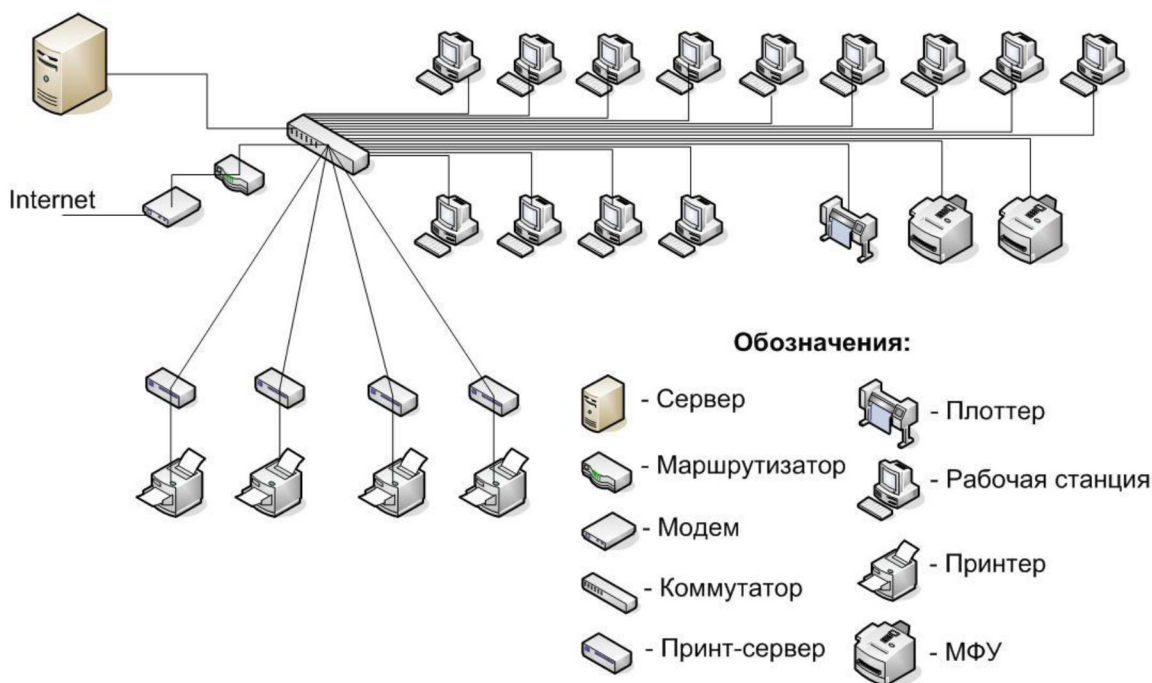 Internet
Обозначения:
- Сервер
- Маршрутизатор
- Модем
- Коммутатор
- Принт-сервер
- Плоттер
- Рабочая станция
- Принтер
- МФУ